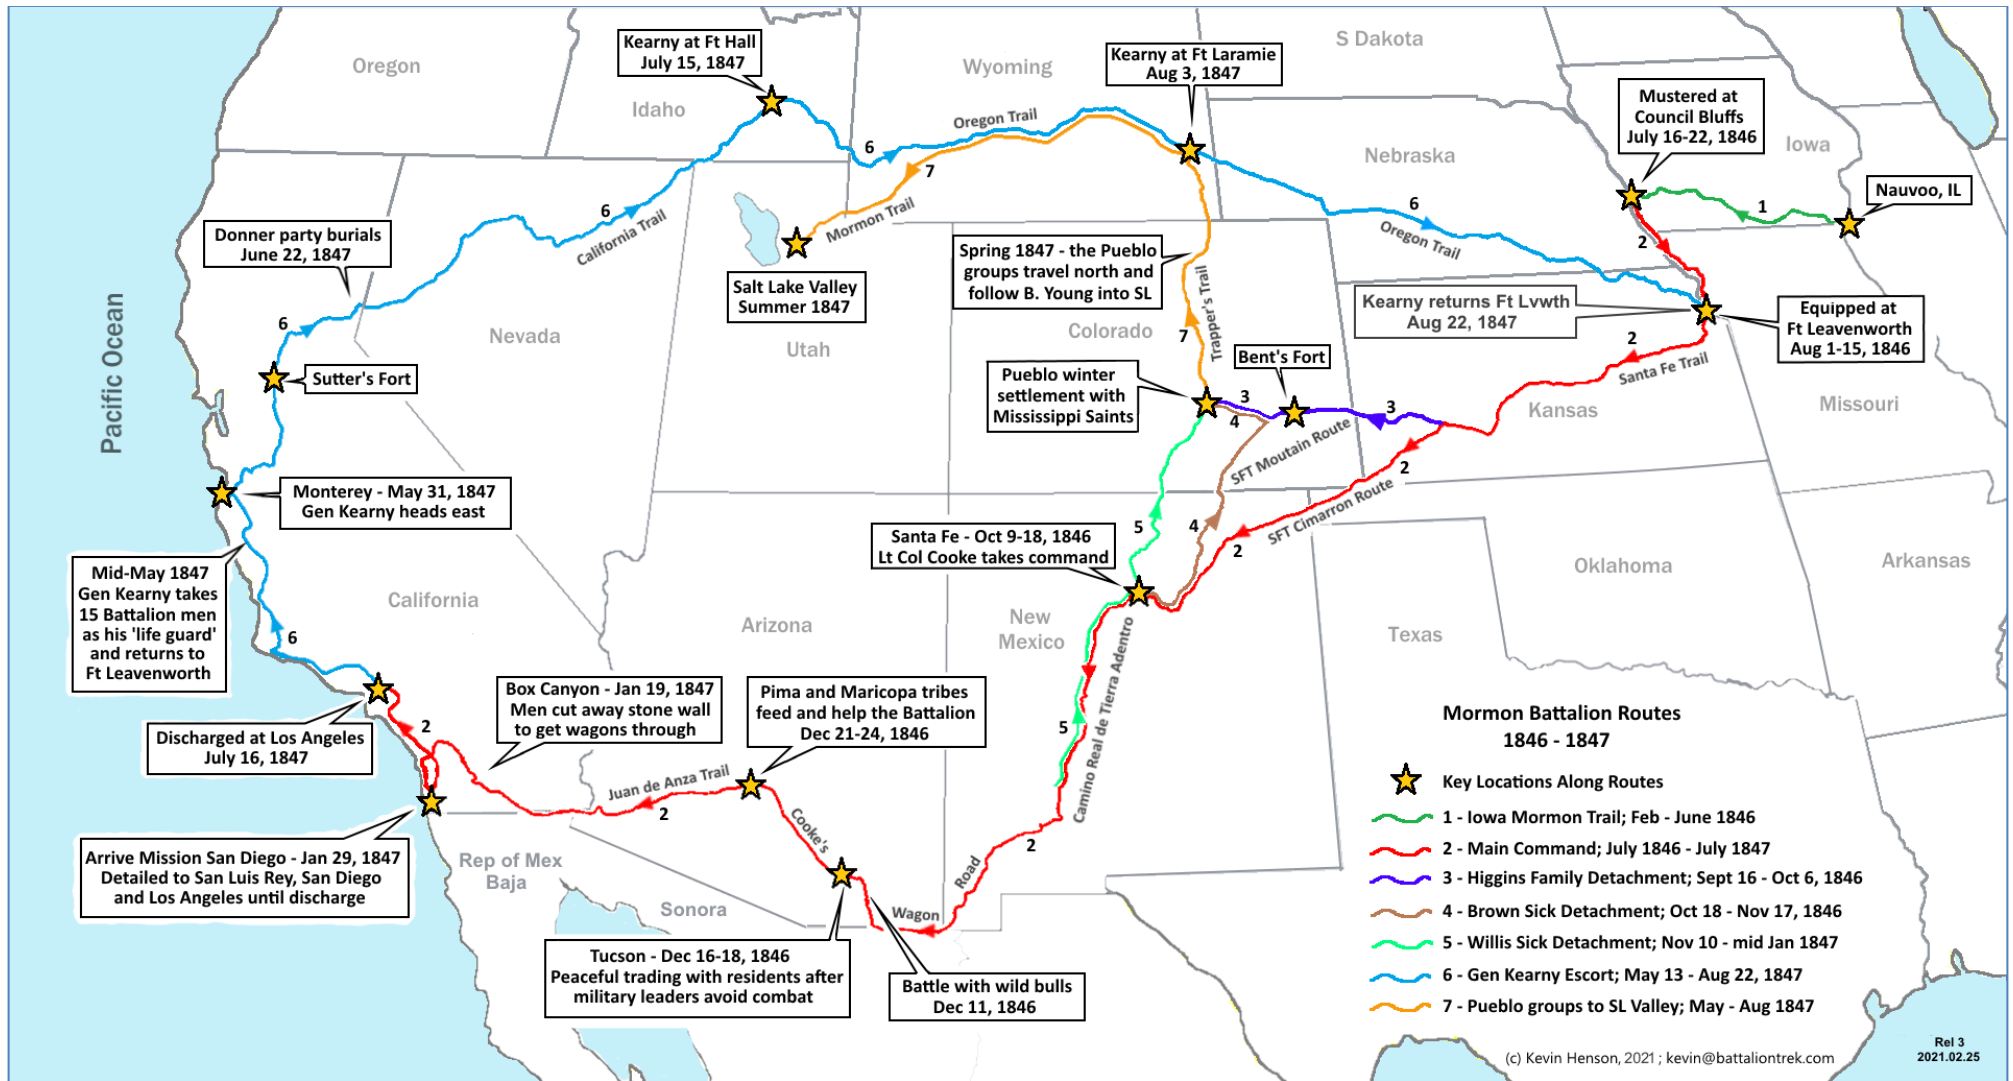 Oregon
Kearny at Ft Hall
July 15, 1847
Idaho
Wyoming
Kearny at Ft Laramie
Aug 3, 1847
S Dakota
Mustered at
Council Bluffs
July 16-22, 1846
Iowa
Nebraska
Nauvoo, IL
Oregon Trail
6
7
6
California Trail
Mormon Trail
6
Oregon Trail
1
2
Donner party burials
June 22, 1847
Salt Lake Valley
Summer 1847
Spring 1847 - the Pueblo
groups travel north and
follow B. Young into SL
Trapper's Trail
Kearny returns Ft Lvwth
Aug 22, 1847
Equipped at
Ft Leavenworth
Aug 1-15, 1846
Pacific Ocean
6
Nevada
Utah
Colorado
7
Bent's Fort
2
Santa Fe Trail
Sutter's Fort
Pueblo winter
settlement with
Mississippi Saints
3
4
3
Kansas
Missouri
SFT Moutain Route
2
SFT Cimarron Route
Monterey - May 31, 1847
Gen Kearny heads east
Santa Fe - Oct 9-18, 1846
Lt Col Cooke takes command
5
4
2
Oklahoma
Arkansas
Mid-May 1847
Gen Kearny takes
15 Battalion men
as his 'life guard'
and returns to
Ft Leavenworth
California
Arizona
New
Mexico
Texas
6
Camino Real de Tierra Adentro
5
Discharged at Los Angeles
July 16, 1847
2
Box Canyon - Jan 19, 1847
Men cut away stone wall
to get wagons through
Pima and Maricopa tribes
feed and help the Battalion
Dec 21-24, 1846
Juan de Anza Trail
2
Cooke's
Wagon
Road
2
Arrive Mission San Diego - Jan 29, 1847
Detailed to San Luis Rey, San Diego
and Los Angeles until discharge
Rep of Mex
Baja
Sonora
Tucson - Dec 16-18, 1846
Peaceful trading with residents after
military leaders avoid combat
Battle with wild bulls
Dec 11, 1846
Mormon Battalion Routes
1846 - 1847
Key Locations Along Routes
1 - Iowa Mormon Trail; Feb - June 1846
2 - Main Command; July 1846 - July 1847
3 - Higgins Family Detachment; Sept 16 - Oct 6, 1846
4 - Brown Sick Detachment; Oct 18 - Nov 17, 1846
5 - Willis Sick Detachment; Nov 10 - mid Jan 1847
6 - Gen Kearny Escort; May 13 - Aug 22, 1847
7 - Pueblo groups to SL Valley; May - Aug 1847
(c) Kevin Henson, 2021 ; kevin@battaliontrek.com
Rel 3
2021.02.25